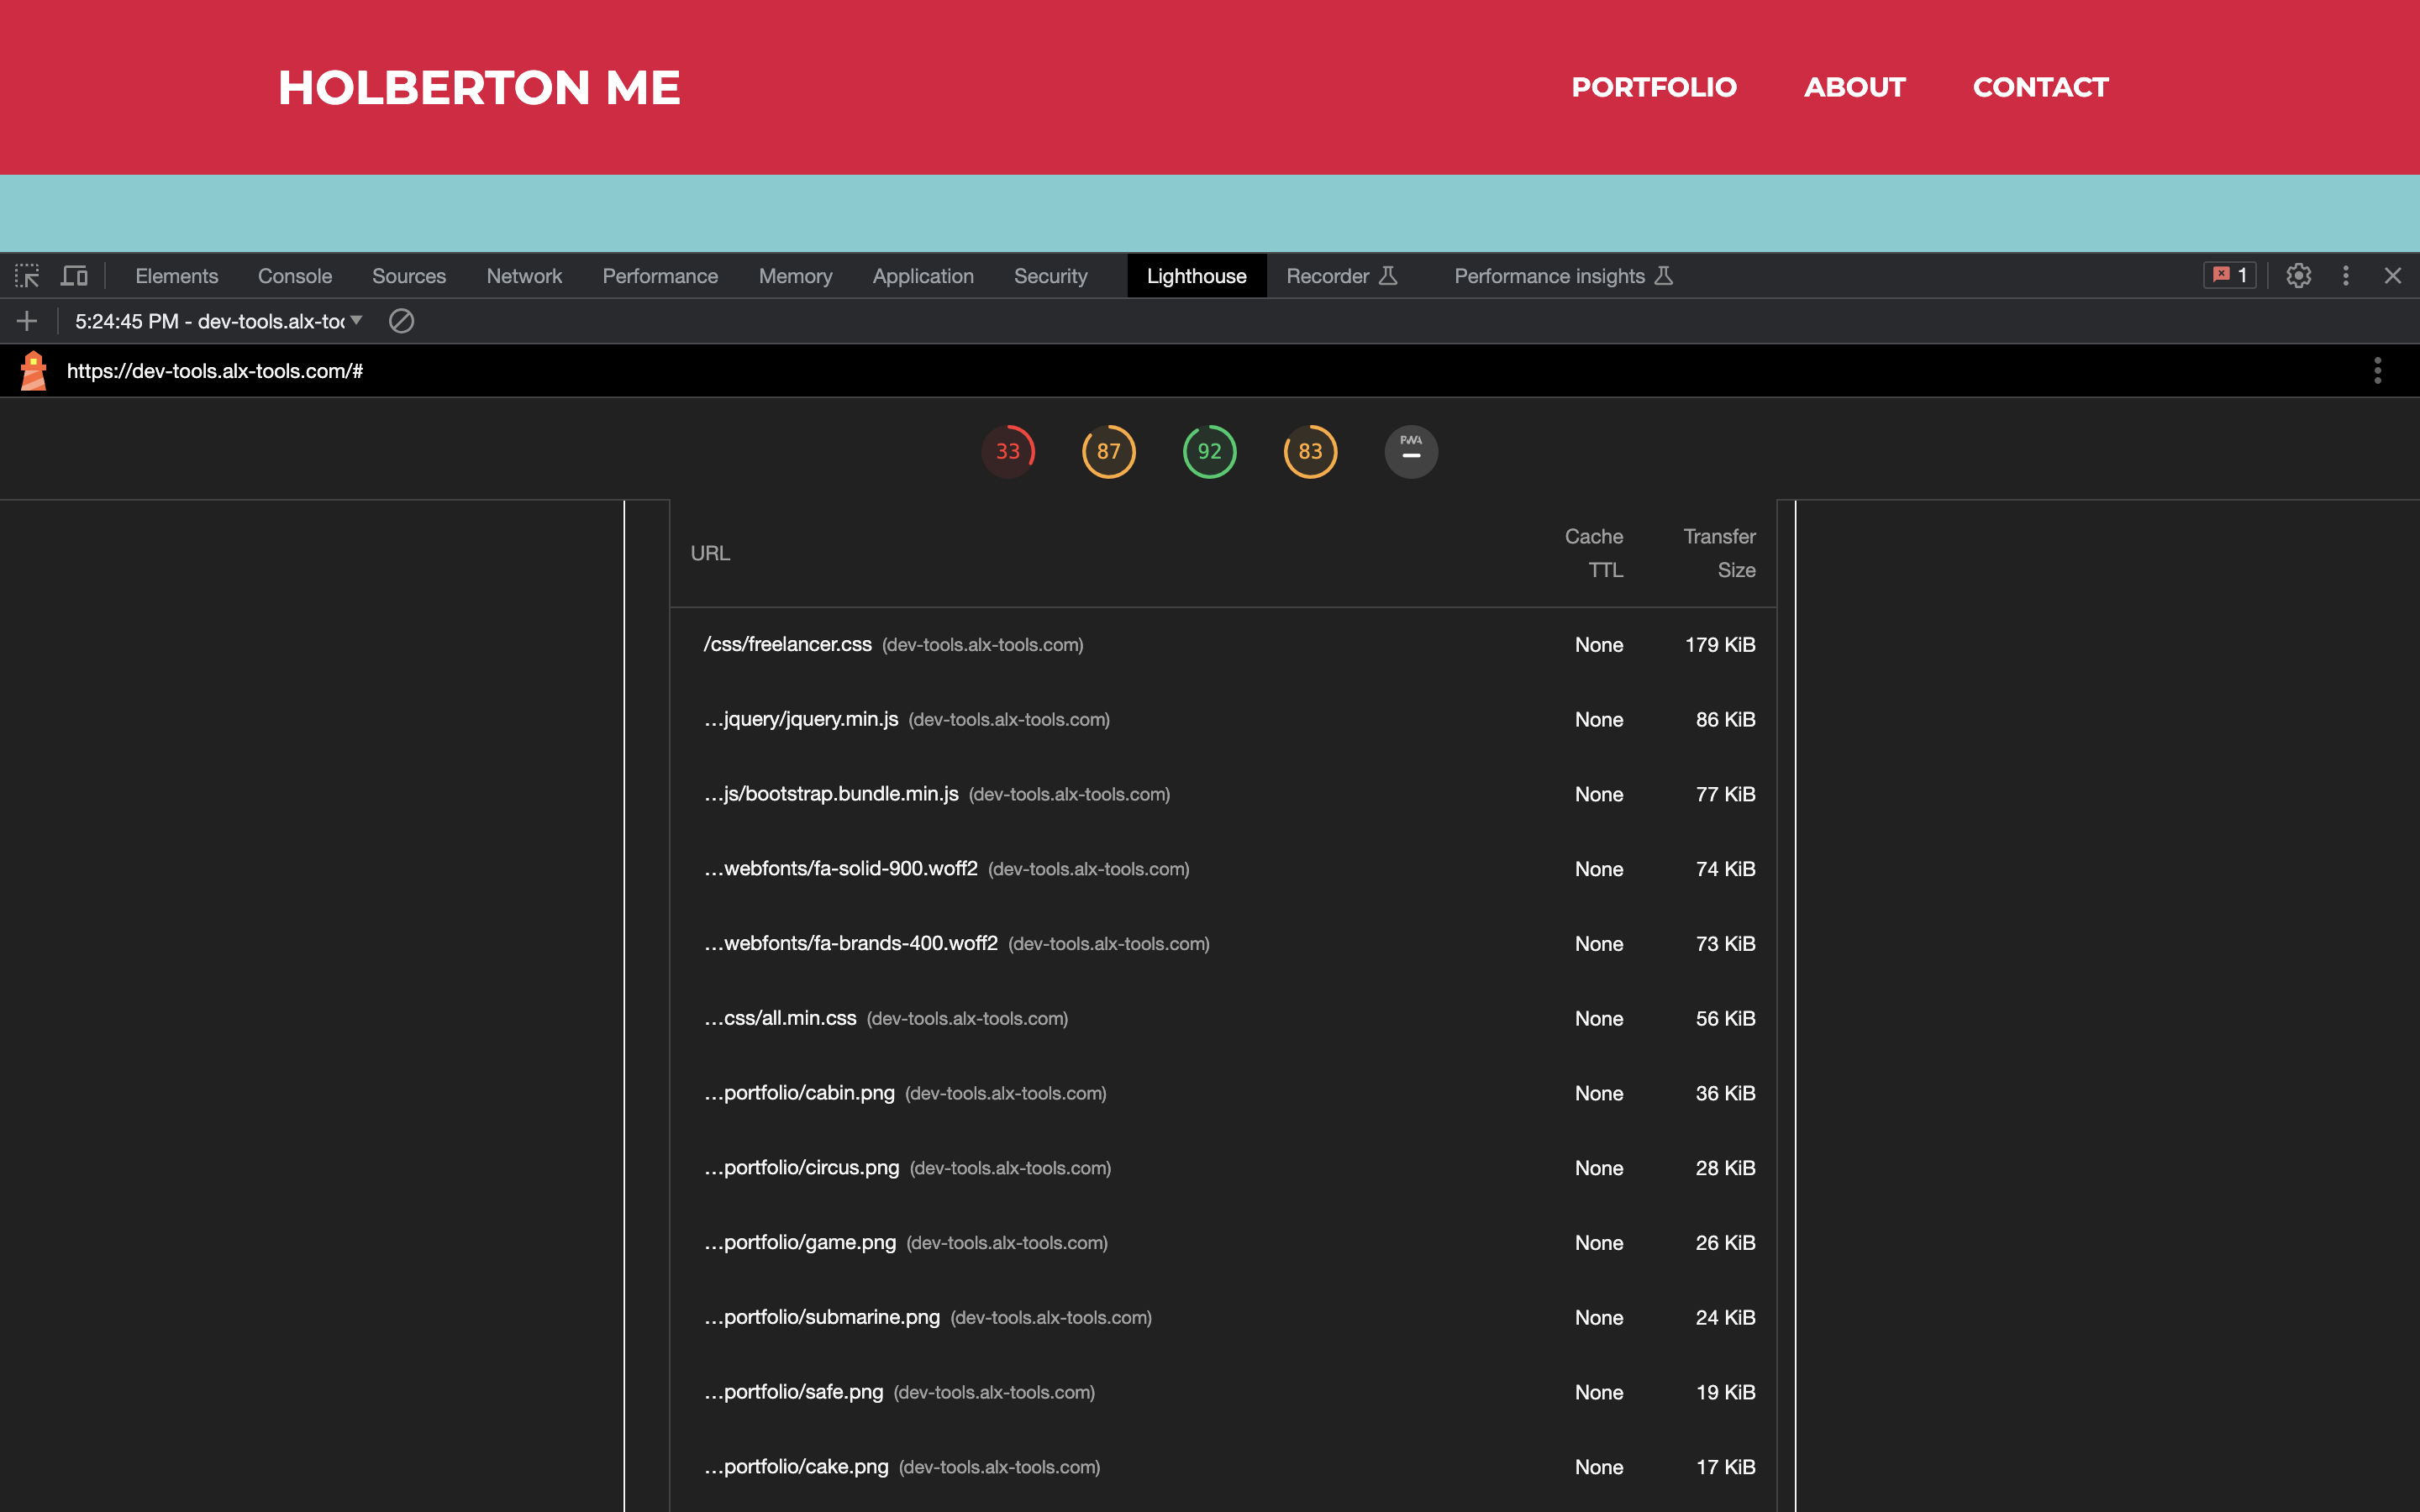 HOLBERTON ME PORTFOLIO ABOUT CONTACT
Elements Console Sources Network Performance Memory Application Security Lighthouse Recorder Performance insights 1
5:24:45 PM - dev-tools.alx-too
https://dev-tools.alx-tools.com/#
33 87 92 83 PWA
URL Cache TTL Transfer Size
/css/freelancer.css (dev-tools.alx-tools.com) None 179 KiB
…jquery/jquery.min.js (dev-tools.alx-tools.com) None 86 KiB
…js/bootstrap.bundle.min.js (dev-tools.alx-tools.com) None 77 KiB
…webfonts/fa-solid-900.woff2 (dev-tools.alx-tools.com) None 74 KiB
…webfonts/fa-brands-400.woff2 (dev-tools.alx-tools.com) None 73 KiB
…css/all.min.css (dev-tools.alx-tools.com) None 56 KiB
…portfolio/cabin.png (dev-tools.alx-tools.com) None 36 KiB
…portfolio/circus.png (dev-tools.alx-tools.com) None 28 KiB
…portfolio/game.png (dev-tools.alx-tools.com) None 26 KiB
…portfolio/submarine.png (dev-tools.alx-tools.com) None 24 KiB
…portfolio/safe.png (dev-tools.alx-tools.com) None 19 KiB
…portfolio/cake.png (dev-tools.alx-tools.com) None 17 KiB